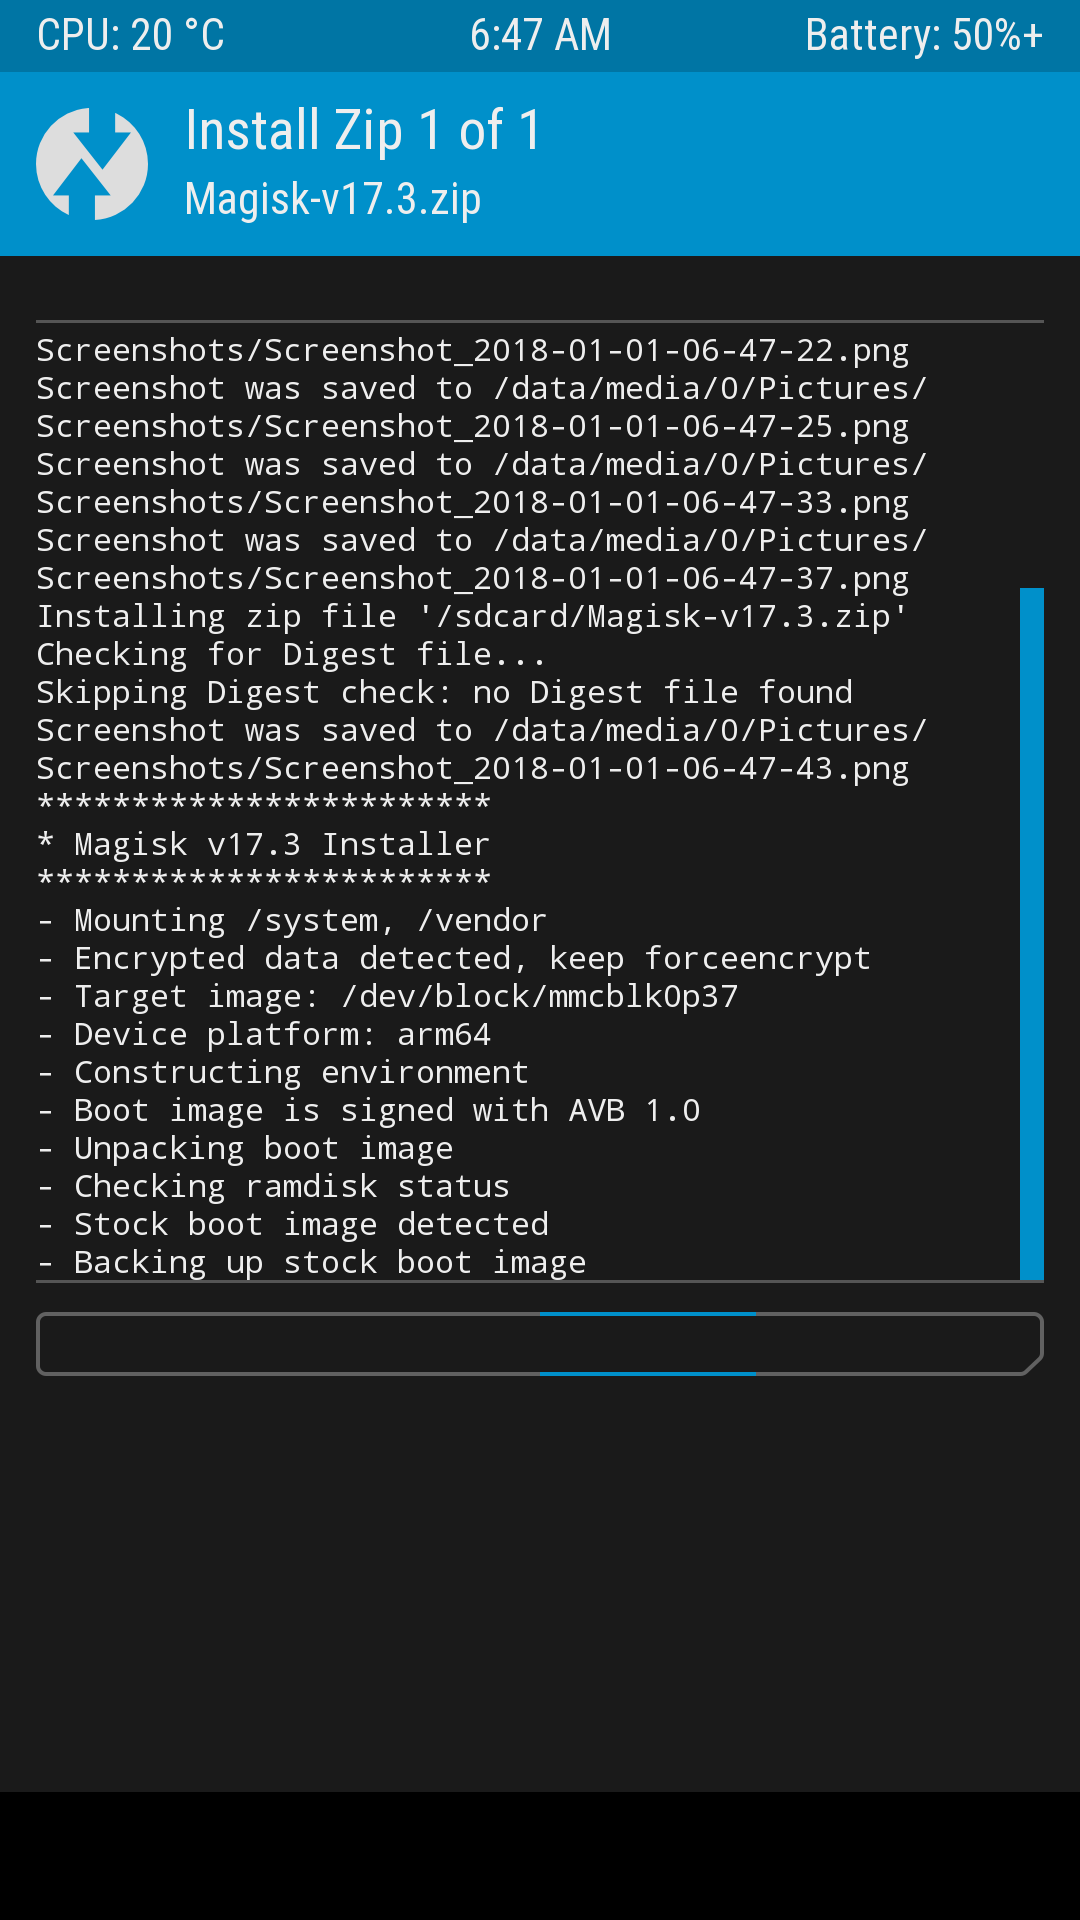 CPU: 20 °C
6:47 AM
Battery: 50%+
Install Zip 1 of 1
Magisk-v17.3.zip
Screenshots/Screenshot_2018-01-01-06-47-22.png
Screenshot was saved to /data/media/0/Pictures/
Screenshots/Screenshot_2018-01-01-06-47-25.png
Screenshot was saved to /data/media/0/Pictures/
Screenshots/Screenshot_2018-01-01-06-47-33.png
Screenshot was saved to /data/media/0/Pictures/
Screenshots/Screenshot_2018-01-01-06-47-37.png
Installing zip file '/sdcard/Magisk-v17.3.zip'
Checking for Digest file...
Skipping Digest check: no Digest file found
Screenshot was saved to /data/media/0/Pictures/
Screenshots/Screenshot_2018-01-01-06-47-43.png
************************
* Magisk v17.3 Installer
************************
- Mounting /system, /vendor
- Encrypted data detected, keep forceencrypt
- Target image: /dev/block/mmcblk0p37
- Device platform: arm64
- Constructing environment
- Boot image is signed with AVB 1.0
- Unpacking boot image
- Checking ramdisk status
- Stock boot image detected
- Backing up stock boot image